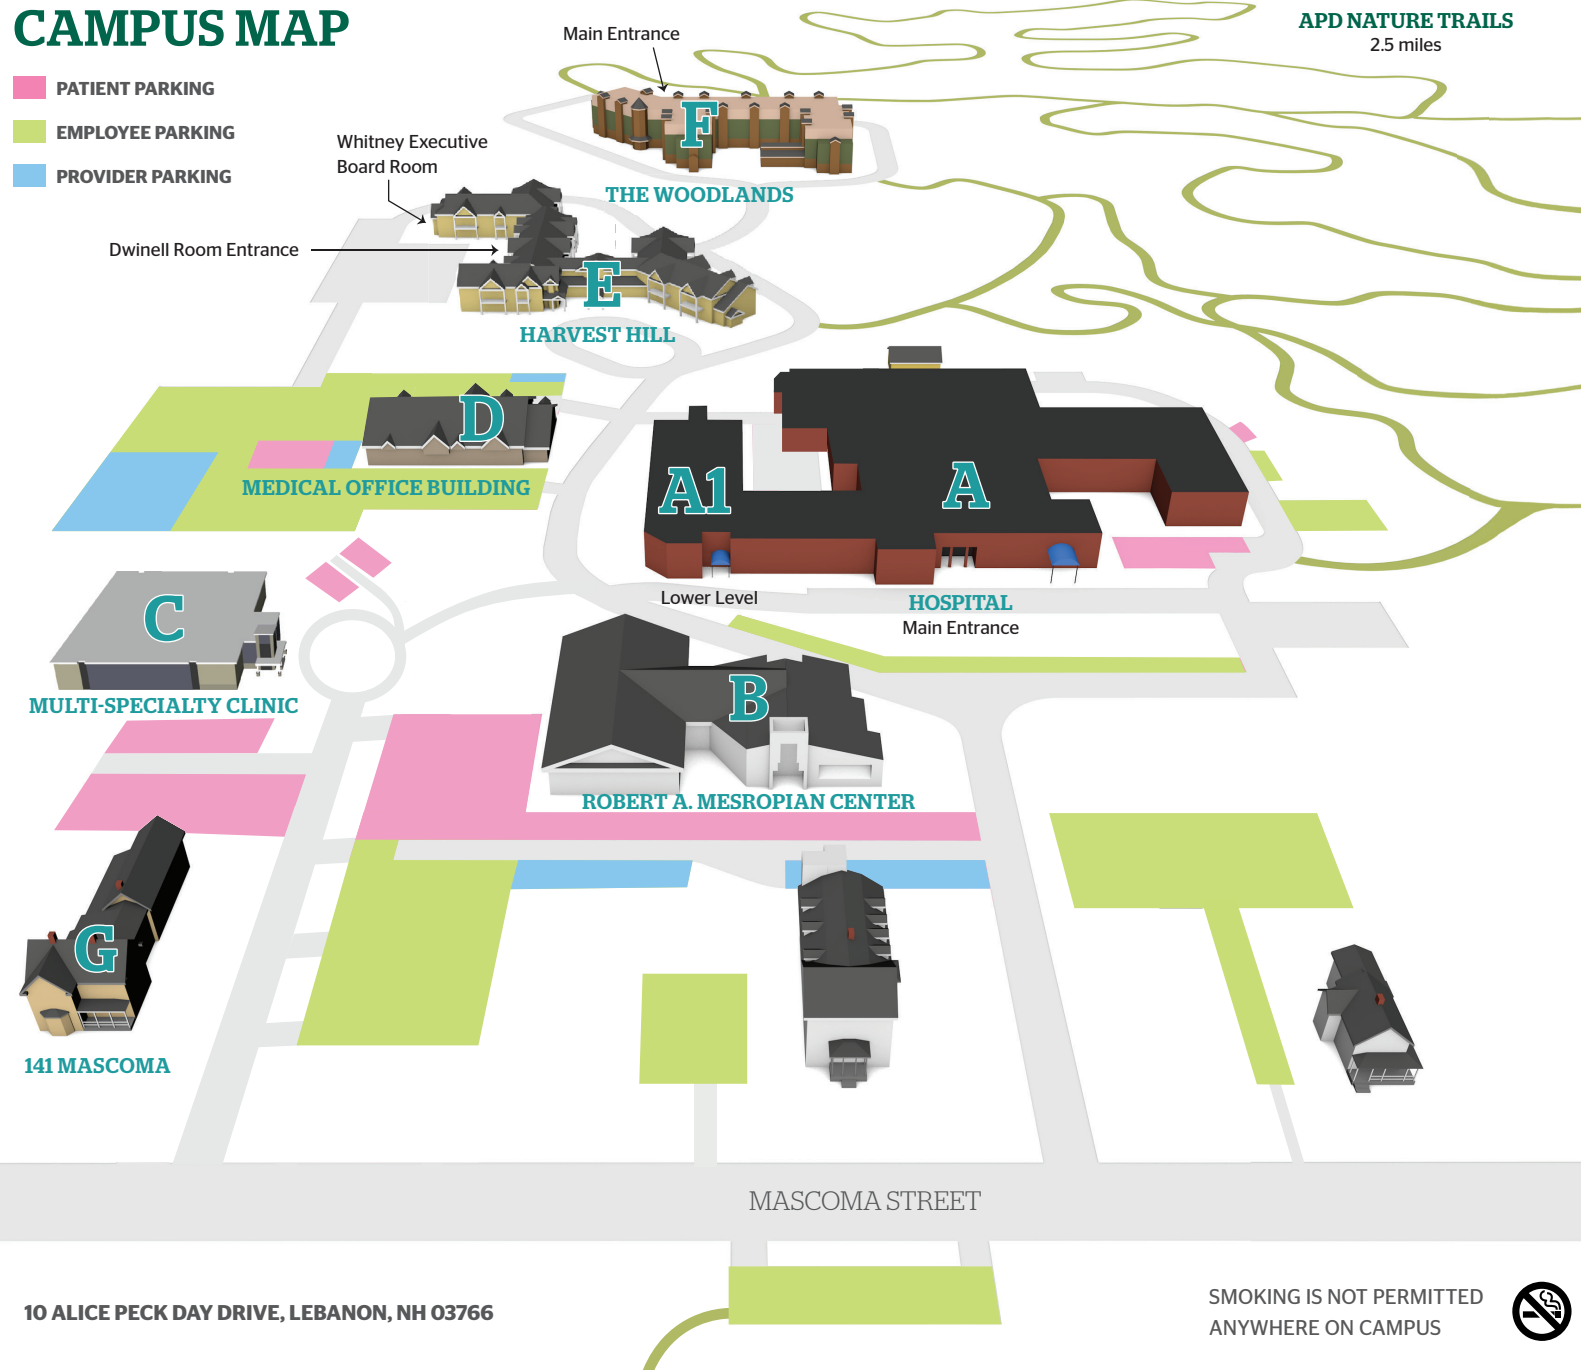 CAMPUS MAP
PATIENT PARKING
EMPLOYEE PARKING
PROVIDER PARKING
Main Entrance
APD NATURE TRAILS
2.5 miles
F
THE WOODLANDS
Whitney Executive
Board Room
Dwinell Room Entrance
E
HARVEST HILL
D
MEDICAL OFFICE BUILDING
A1
A
Lower Level
HOSPITAL
Main Entrance
C
MULTI-SPECIALTY CLINIC
B
ROBERT A. MESROPIAN CENTER
G
141 MASCOMA
MASCOMA STREET
10 ALICE PECK DAY DRIVE, LEBANON, NH 03766
SMOKING IS NOT PERMITTED
ANYWHERE ON CAMPUS